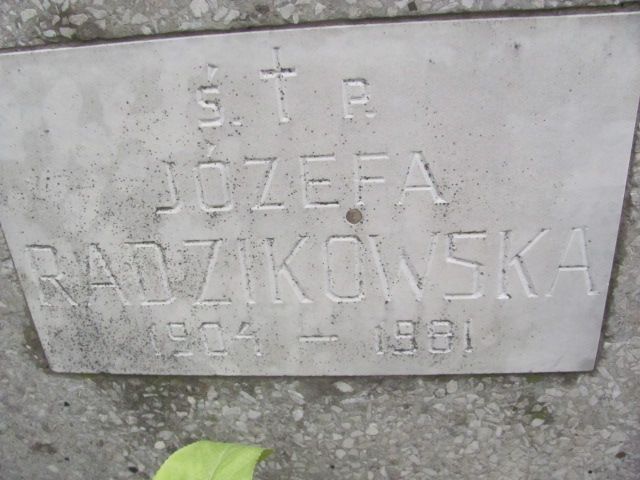 Ś. † P.
JÓZEFA
RADZIKOWSKA
1904 – 1981